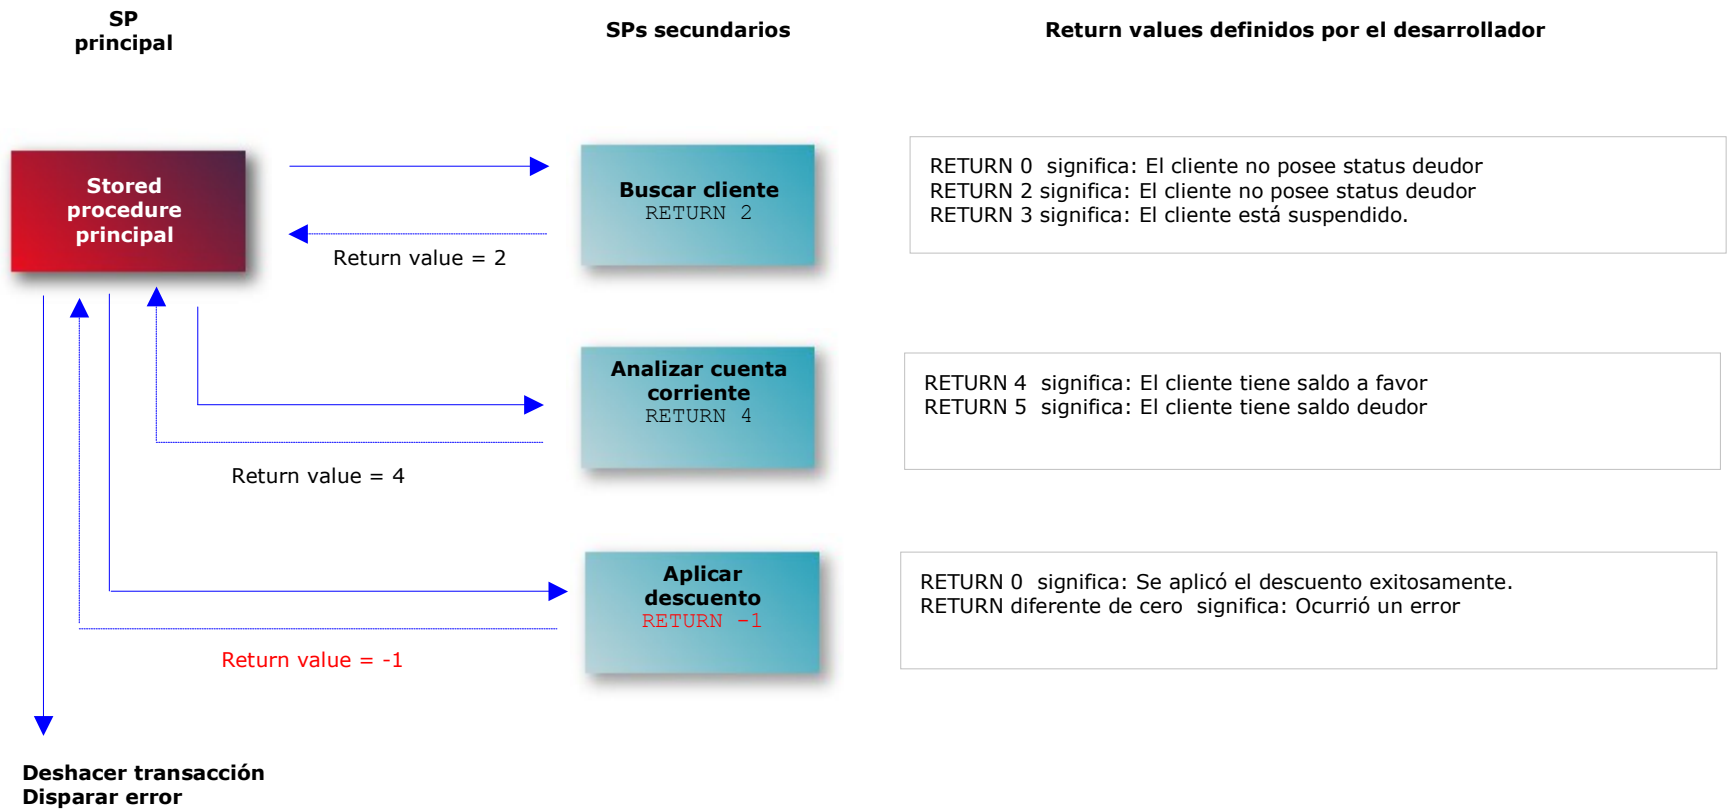 SP
principal
SPs secundarios
Return values definidos por el desarrollador
Stored
procedure
principal
Buscar cliente
RETURN 2
Return value = 2
RETURN 0  significa: El cliente no posee status deudor
RETURN 2 significa: El cliente no posee status deudor
RETURN 3 significa: El cliente está suspendido.
Analizar cuenta
corriente
RETURN 4
Return value = 4
RETURN 4  significa: El cliente tiene saldo a favor
RETURN 5  significa: El cliente tiene saldo deudor
Aplicar
descuento
RETURN -1
Return value = -1
RETURN 0  significa: Se aplicó el descuento exitosamente.
RETURN diferente de cero  significa: Ocurrió un error
Deshacer transacción
Disparar error